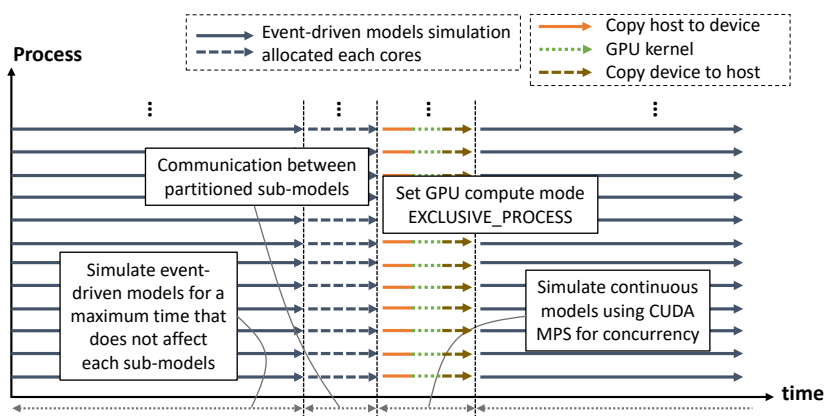 Event-driven models simulation
allocated each cores
Copy host to device
GPU kernel
Copy device to host
Process
...
...
...
...
Communication between
partitioned sub-models
Set GPU compute mode
EXCLUSIVE_PROCESS
Simulate event-
driven models for a
maximum time that
does not affect
each sub-models
Simulate continuous
models using CUDA
MPS for concurrency
time